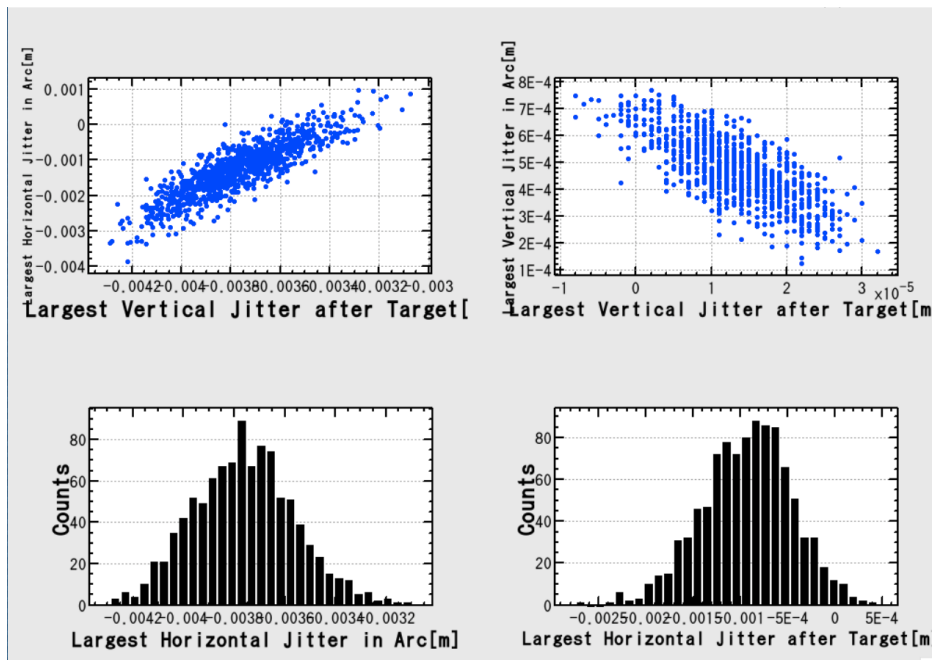 Largest Horizontal Jitter in Arc[m]
0.001
0
-0.001
-0.002
-0.003
-0.004
-0.0042 -0.004 -0.0038 -0.0036 -0.0034 -0.0032 -0.003
Largest Vertical Jitter after Target[
Largest Vertical Jitter in Arc[m]
8E-4
7E-4
6E-4
5E-4
4E-4
3E-4
2E-4
1E-4
-1 0 1 2 3
x10-5
Largest Vertical Jitter after Target[m
Counts
80
60
40
20
0
-0.0042 -0.004 -0.0038 -0.0036 -0.0034 -0.0032
Largest Horizontal Jitter in Arc[m]
Counts
80
60
40
20
0
-0.0025 -0.002 -0.0015 -0.001 -5E-4 0 5E-4
Largest Horizontal Jitter after Target[m